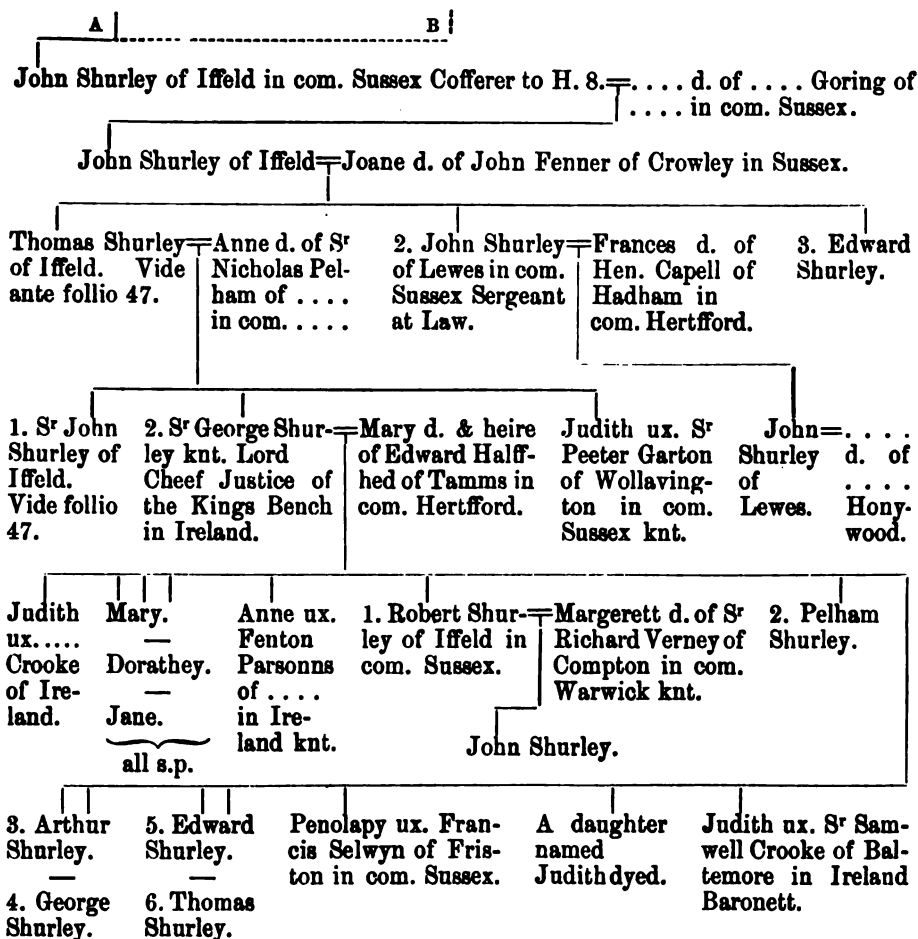 A B
John Shurley of Iffeld in com. Sussex Cofferer to H. 8.=. . . . d. of . . . . Goring of
. . . . in com. Sussex.
John Shurley of Iffeld=Joane d. of John Fenner of Crowley in Sussex.
Thomas Shurley=Anne d. of Sr
of Iffeld. Vide Nicholas Pel-
ante follio 47. ham of . . . .
in com. . . . .
2. John Shurley=Frances d. of
of Lewes in com. Hen. Capell of
Sussex Sergeant Hadham in
at Law. com. Hertfford.
3. Edward
Shurley.
1. Sr John
Shurley of
Iffeld.
Vide follio
47.
2. Sr George Shur-=Mary d. & heire
ley knt. Lord of Edward Halff-
Cheef Justice of hed of Tamms in
the Kings Bench com. Hertfford.
in Ireland.
Judith ux. Sr
Peeter Garton
of Wollaving-
ton in com.
Sussex knt.
John=. . . .
Shurley d. of
of . . . .
Lewes. Hony-
wood.
Judith
ux. . . . .
Crooke
of Ire-
land.
Mary.
—
Dorathey.
—
Jane.
all s.p.
Anne ux.
Fenton
Parsonns
of . . . .
in Ire-
land knt.
1. Robert Shur-=Margerett d. of Sr
ley of Iffeld in Richard Verney of
com. Sussex. Compton in com.
Warwick knt.
2. Pelham
Shurley.
John Shurley.
3. Arthur
Shurley.
—
4. George
Shurley.
5. Edward
Shurley.
—
6. Thomas
Shurley.
Penolapy ux. Fran-
cis Selwyn of Fris-
ton in com. Sussex.
A daughter
named
Judith dyed.
Judith ux. Sr Sam-
well Crooke of Bal-
temore in Ireland
Baronett.